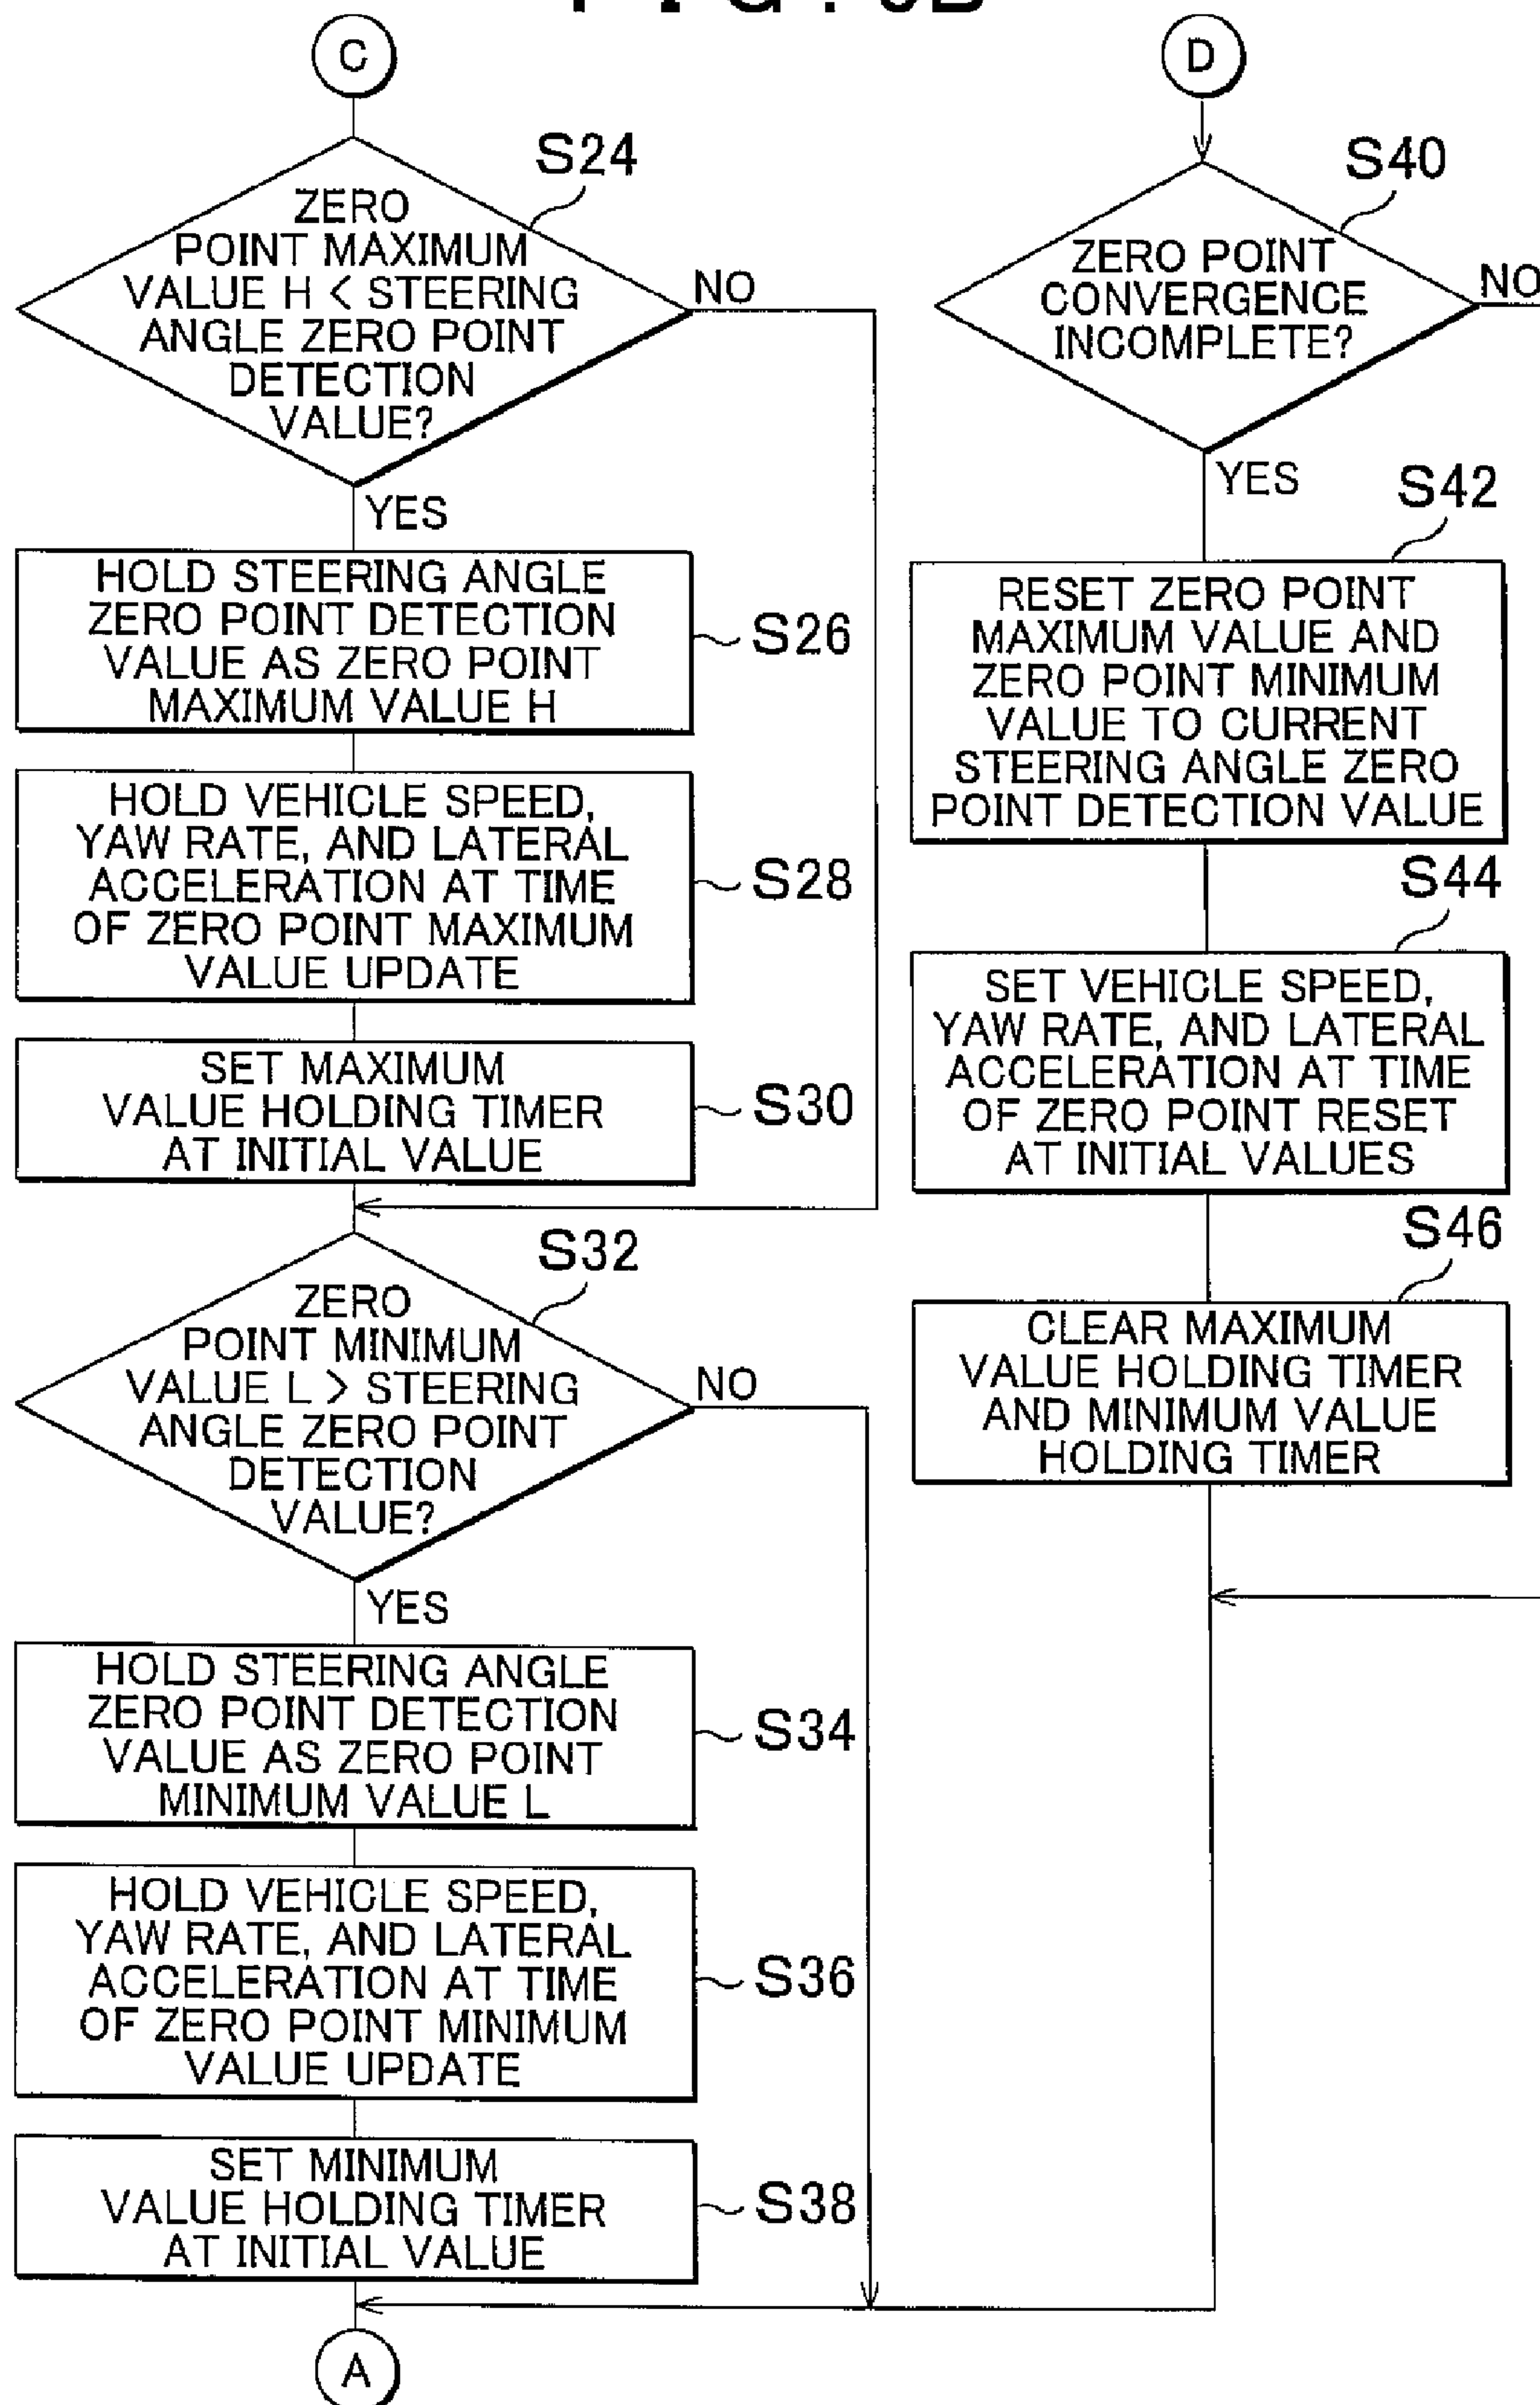 C
S24
ZERO
POINT MAXIMUM
VALUE H < STEERING
ANGLE ZERO POINT
DETECTION
VALUE?
NO
YES
HOLD STEERING ANGLE
ZERO POINT DETECTION
VALUE AS ZERO POINT
MAXIMUM VALUE H
S26
HOLD VEHICLE SPEED,
YAW RATE, AND LATERAL
ACCELERATION AT TIME
OF ZERO POINT MAXIMUM
VALUE UPDATE
S28
SET MAXIMUM
VALUE HOLDING TIMER
AT INITIAL VALUE
S30
S32
ZERO
POINT MINIMUM
VALUE L > STEERING
ANGLE ZERO POINT
DETECTION
VALUE?
NO
YES
HOLD STEERING ANGLE
ZERO POINT DETECTION
VALUE AS ZERO POINT
MINIMUM VALUE L
S34
HOLD VEHICLE SPEED,
YAW RATE, AND LATERAL
ACCELERATION AT TIME
OF ZERO POINT MINIMUM
VALUE UPDATE
S36
SET MINIMUM
VALUE HOLDING TIMER
AT INITIAL VALUE
S38
A
D
S40
ZERO POINT
CONVERGENCE
INCOMPLETE?
NO
YES
S42
RESET ZERO POINT
MAXIMUM VALUE AND
ZERO POINT MINIMUM
VALUE TO CURRENT
STEERING ANGLE ZERO
POINT DETECTION VALUE
S44
SET VEHICLE SPEED,
YAW RATE, AND LATERAL
ACCELERATION AT TIME
OF ZERO POINT RESET
AT INITIAL VALUES
S46
CLEAR MAXIMUM
VALUE HOLDING TIMER
AND MINIMUM VALUE
HOLDING TIMER